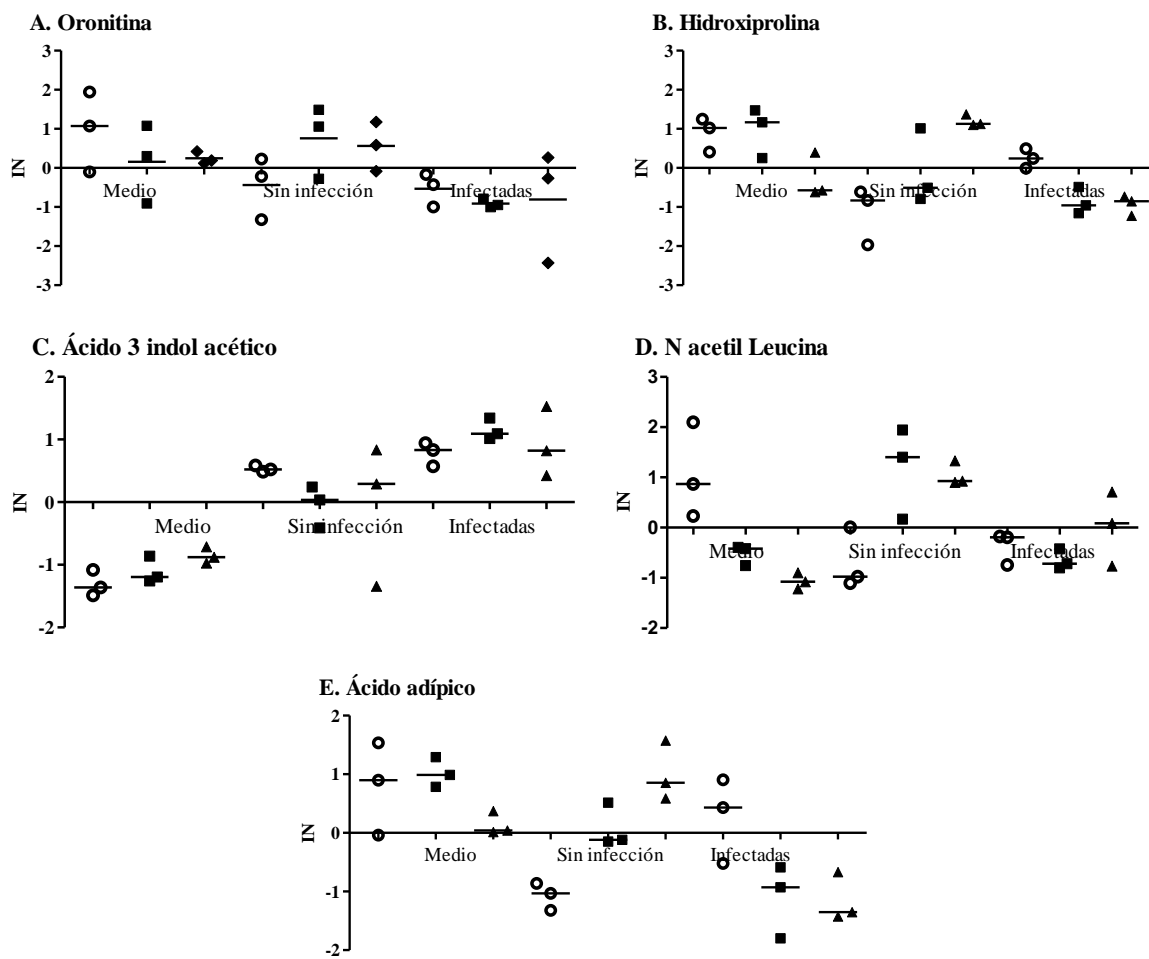 A. Oronitina
3
2
1
0
-1
-2
-3
IN
Medio
Sin infección
Infectadas
B. Hidroxiprolina
3
2
1
0
-1
-2
-3
IN
Medio
Sin infección
Infectadas
C. Ácido 3 indol acético
2
1
0
-1
-2
IN
Medio
Sin infección
Infectadas
D. N acetil Leucina
3
2
1
0
-1
-2
IN
Medio
Sin infección
Infectadas
E. Ácido adípico
2
1
0
-1
-2
IN
Medio
Sin infección
Infectadas